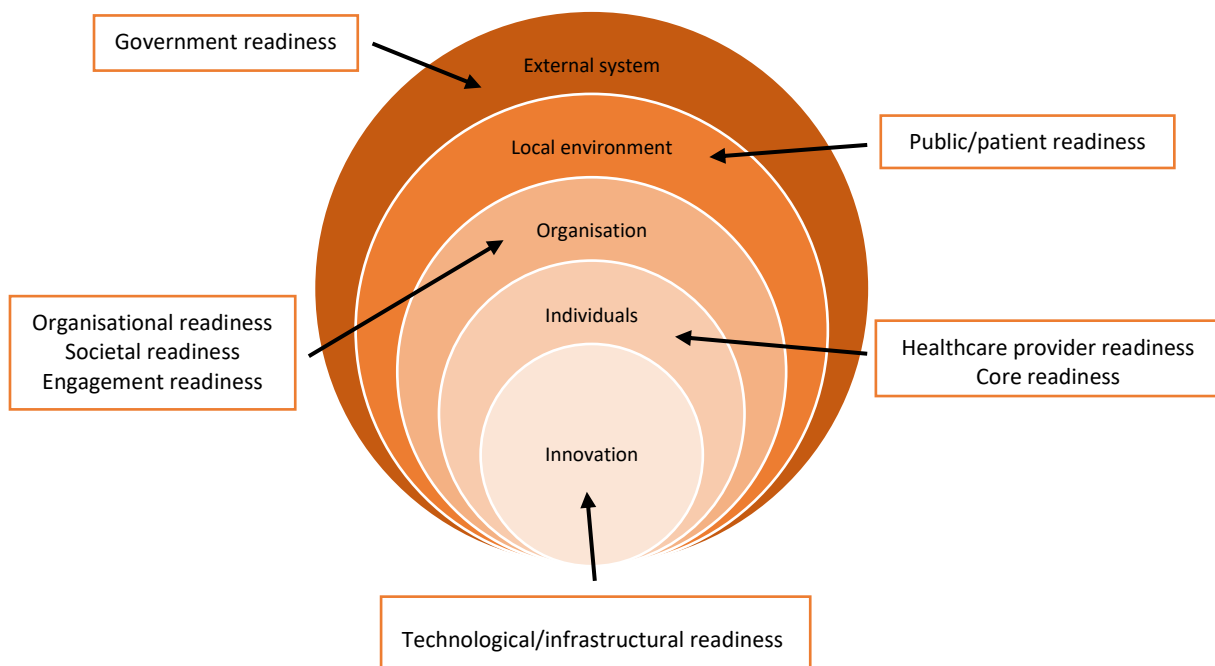 Government readiness
External system
Local environment
Public/patient readiness
Organisation
Organisational readiness
Societal readiness
Engagement readiness
Individuals
Healthcare provider readiness
Core readiness
Innovation
Technological/infrastructural readiness